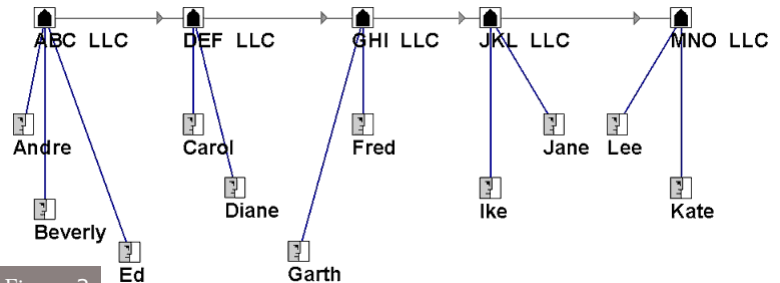 ABC LLC DEF LLC GHI LLC JKL LLC MNO LLC
Andre Carol Fred Jane Lee
Diane Ike Kate
Beverly
Ed Garth